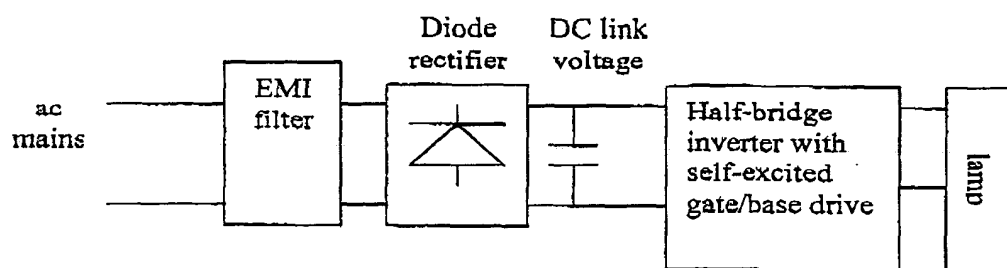 ac
mains
EMI
filter
Diode
rectifier
DC link
voltage
Half-bridge
inverter with
self-excited
gate/base drive
lamp